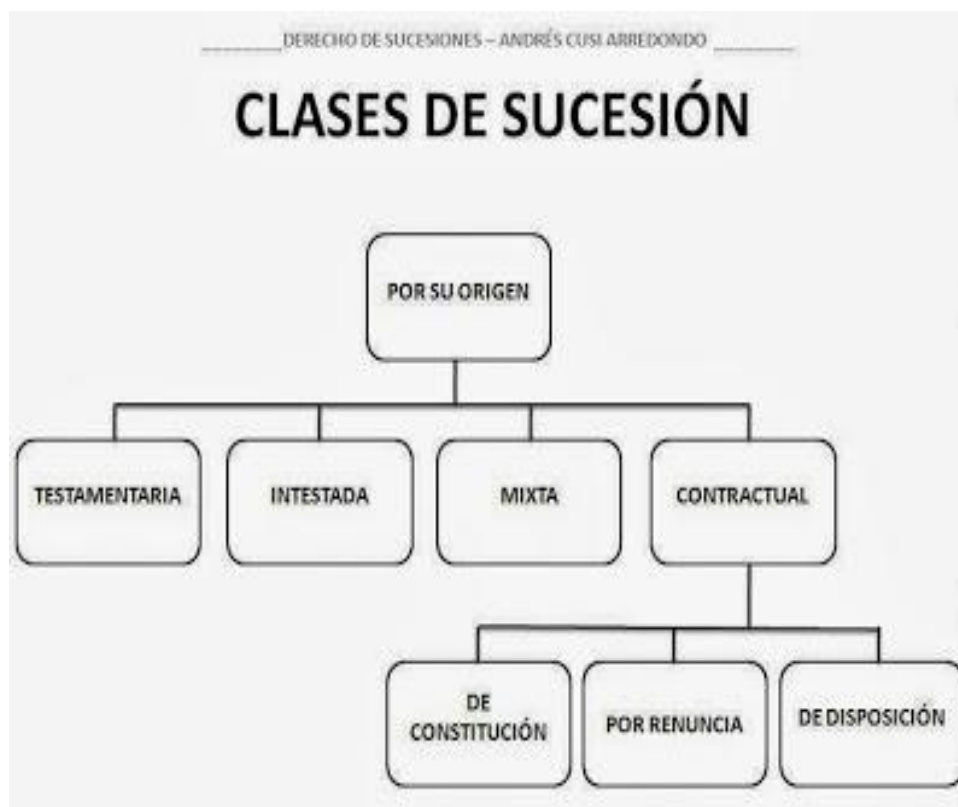 DERECHO DE SUCESIONES – ANDRÉS CUSI ARREDONDO
CLASES DE SUCESIÓN
POR SU ORIGEN
TESTAMENTARIA
INTESTADA
MIXTA
CONTRACTUAL
DE
CONSTITUCIÓN
POR RENUNCIA
DE DISPOSICIÓN